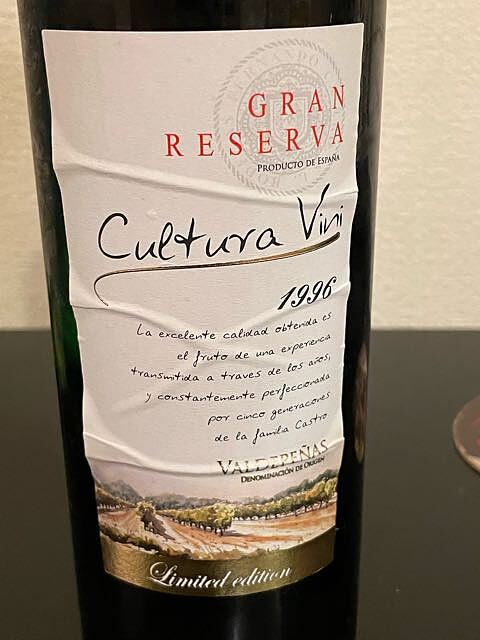 GRAN
RESERVA
PRODUCTO DE ESPAÑA
Cultura Vini
1996
La excelente calidad obtenida es
el fruto de una experiencia
transmitida a traves de los años,
y constantemente perfeccionada
por cinco generaciones
de la familia Castro
VALDEPEÑAS
DENOMINACIÓN DE ORIGEN
Limited edition